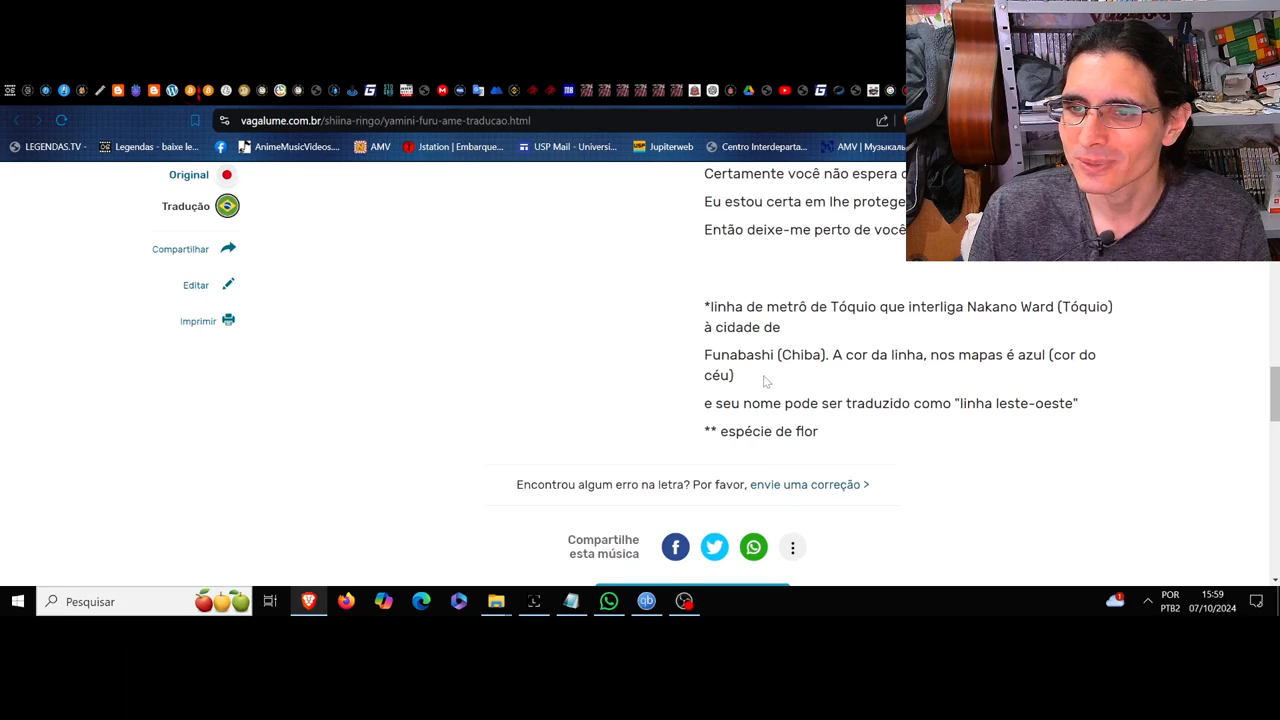 vagalume.com.br/shiina-ringo/yamini-furu-ame-traducao.html
LEGENDAS.TV -
Legendas - baixe le...
AnimeMusicVideos....
AMV
Jstation | Embarque...
USP Mail - Universi...
Jupiterweb
Centro Interdeparta...
AMV | Музыкаль
Original
Tradução
Compartilhar
Editar
Imprimir
Certamente você não espera
Eu estou certa em lhe protege
Então deixe-me perto de você
*linha de metrô de Tóquio que interliga Nakano Ward (Tóquio)
à cidade de
Funabashi (Chiba). A cor da linha, nos mapas é azul (cor do
céu)
e seu nome pode ser traduzido como "linha leste-oeste"
** espécie de flor
Encontrou algum erro na letra? Por favor, envie uma correção >
Compartilhe
esta música
Pesquisar
POR
PTB2
15:59
07/10/2024